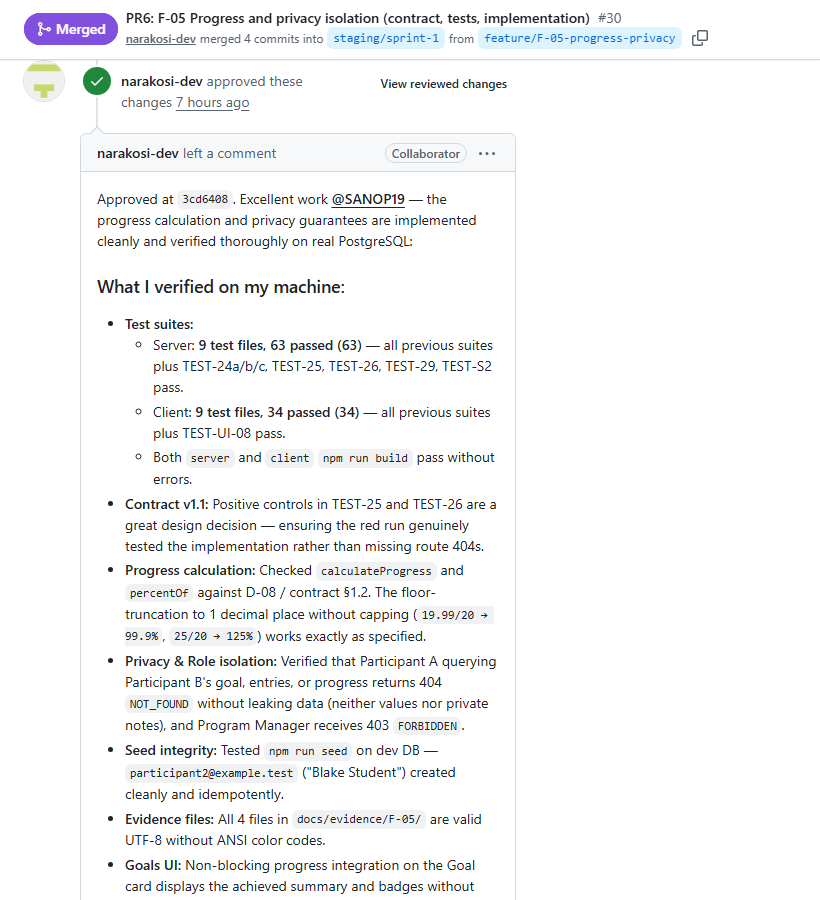 Merged
PR6: F-05 Progress and privacy isolation (contract, tests, implementation) #30
narakosi-dev merged 4 commits into staging/sprint-1 from feature/F-05-progress-privacy
narakosi-dev approved these
changes 7 hours ago
View reviewed changes
narakosi-dev left a comment
Collaborator
Approved at 3cd6408. Excellent work @SANOP19 — the
progress calculation and privacy guarantees are implemented
cleanly and verified thoroughly on real PostgreSQL:
What I verified on my machine:
• Test suites:
◦ Server: 9 test files, 63 passed (63) — all previous suites
plus TEST-24a/b/c, TEST-25, TEST-26, TEST-29, TEST-S2
pass.
◦ Client: 9 test files, 34 passed (34) — all previous suites
plus TEST-UI-08 pass.
◦ Both server and client npm run build pass without
errors.
• Contract v1.1: Positive controls in TEST-25 and TEST-26 are a
great design decision — ensuring the red run genuinely
tested the implementation rather than missing route 404s.
• Progress calculation: Checked calculateProgress and
percentOf against D-08 / contract §1.2. The floor-
truncation to 1 decimal place without capping ( 19.99/20 →
99.9% , 25/20 → 125% ) works exactly as specified.
• Privacy & Role isolation: Verified that Participant A querying
Participant B's goal, entries, or progress returns 404
NOT_FOUND without leaking data (neither values nor private
notes), and Program Manager receives 403 FORBIDDEN .
• Seed integrity: Tested npm run seed on dev DB —
participant2@example.test ("Blake Student") created
cleanly and idempotently.
• Evidence files: All 4 files in docs/evidence/F-05/ are valid
UTF-8 without ANSI color codes.
• Goals UI: Non-blocking progress integration on the Goal
card displays the achieved summary and badges without